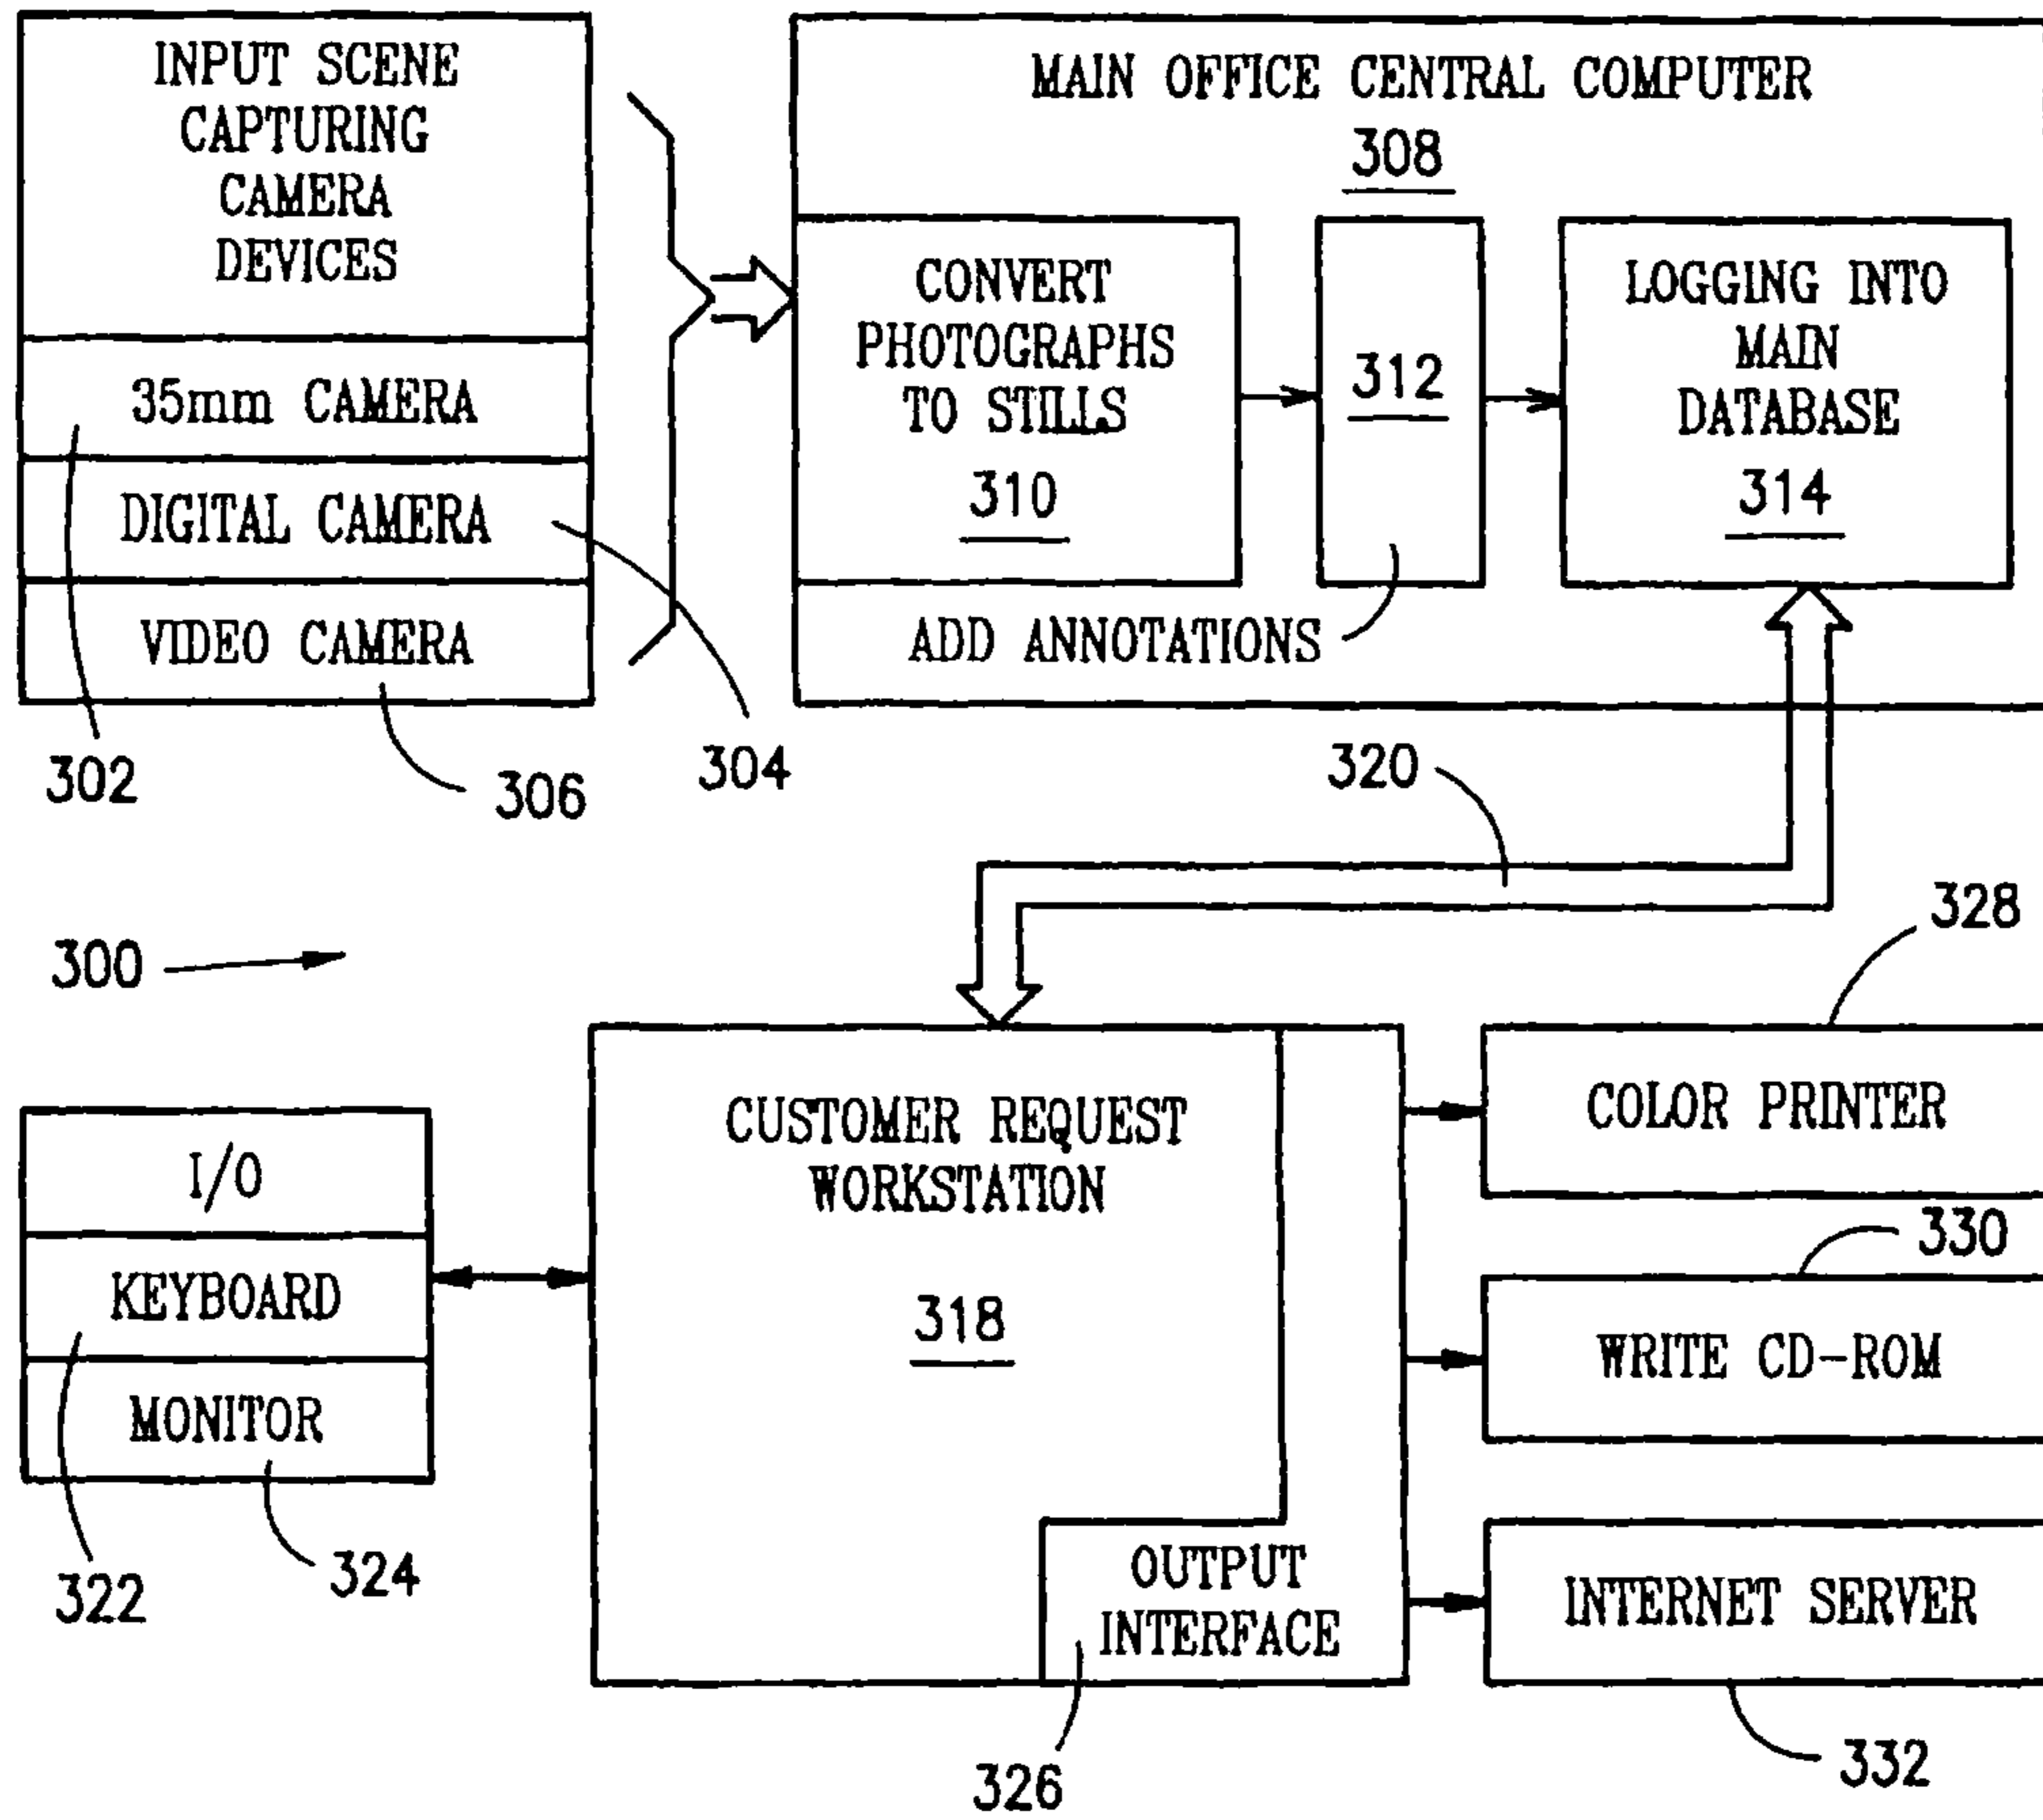 INPUT SCENE
CAPTURING
CAMERA
DEVICES
35mm CAMERA
DIGITAL CAMERA
VIDEO CAMERA
302
306
304
MAIN OFFICE CENTRAL COMPUTER
308
CONVERT
PHOTOGRAPHS
TO STILLS
310
312
LOGGING INTO
MAIN
DATABASE
314
ADD ANNOTATIONS
320
300
328
I/O
KEYBOARD
MONITOR
322
324
CUSTOMER REQUEST
WORKSTATION
318
OUTPUT
INTERFACE
326
COLOR PRINTER
330
WRITE CD-ROM
INTERNET SERVER
332